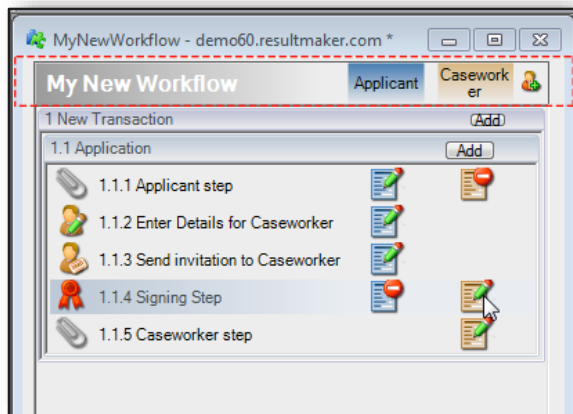 MyNewWorkflow - demo60.resultmaker.com *
My New Workflow
Applicant
Casework
er
1 New Transaction
Add
1.1 Application
Add
1.1.1 Applicant step
1.1.2 Enter Details for Caseworker
1.1.3 Send invitation to Caseworker
1.1.4 Signing Step
1.1.5 Caseworker step